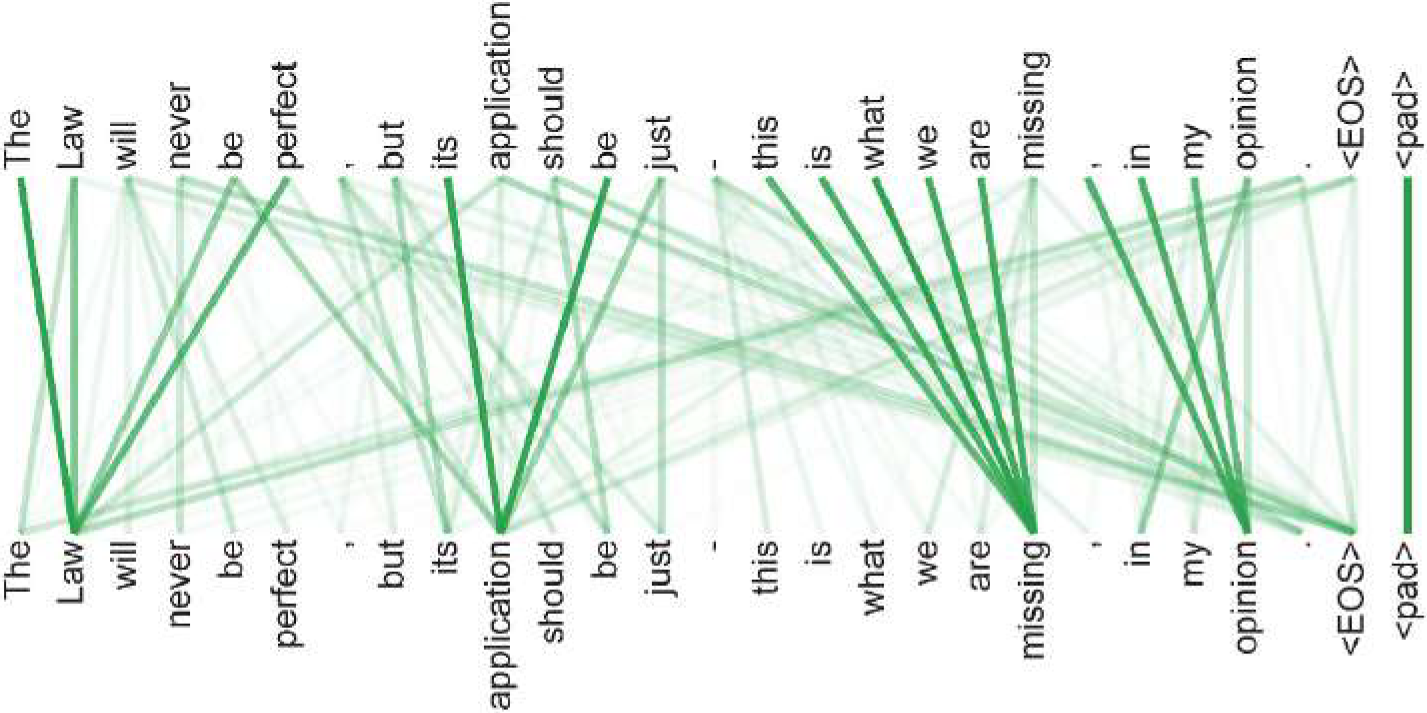 The Law will never be perfect , but its application should be just - this is what we are missing , in my opinion . <EOS> <pad>
The Law will never be perfect , but its application should be just - this is what we are missing , in my opinion . <EOS> <pad>